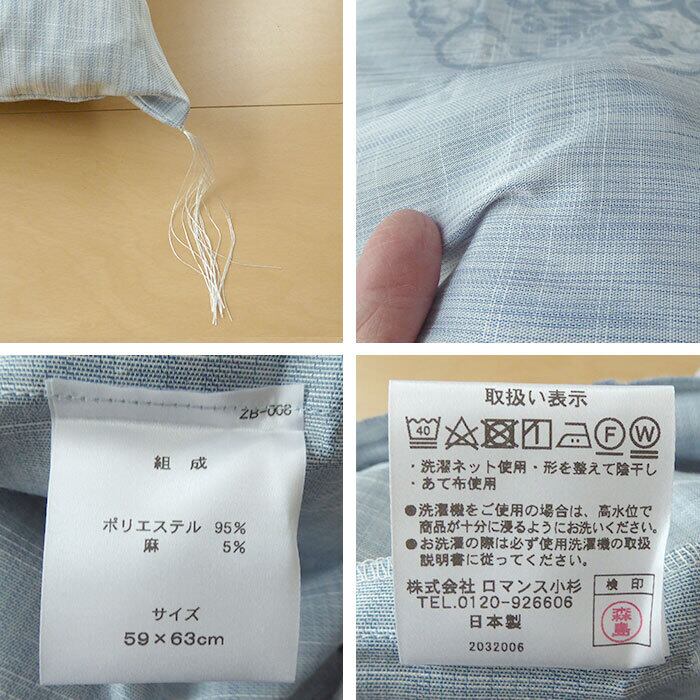 ZB-006
組成
ポリエステル 95%
麻 5%
サイズ
59×63cm
取扱い表示
40 F W
・洗濯ネット使用・形を整えて陰干し
・あて布使用
●洗濯機をご使用の場合は、高水位で
商品が十分に浸るようにお洗いください。
●お洗濯の際は必ず使用洗濯機の取扱
説明書に従ってください。
株式会社 ロマンス小杉
TEL.0120-926606
日本製
2032006
検印
森島